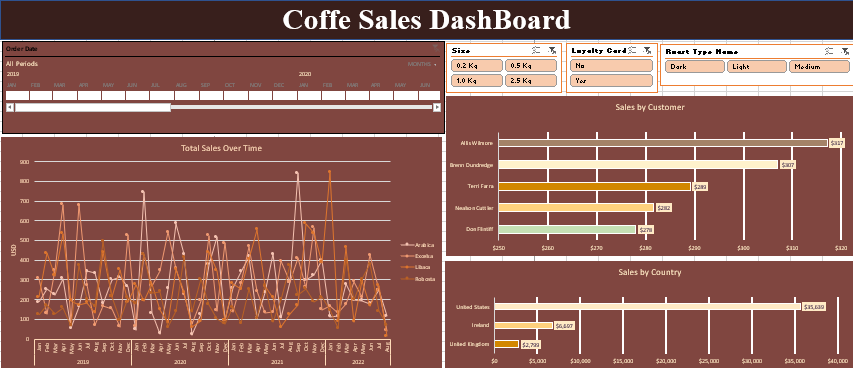 Coffe Sales DashBoard
Order Date
All Periods
MONTHS
2019 2020
JAN FEB MAR APR MAY JUN JUL AUG SEP OCT NOV DEC JAN FEB MAR APR MAY JUN
Size
0.2 Kg 0.5 Kg
1.0 Kg 2.5 Kg
Loyalty Card
No
Yes
Roast Type Name
Dark Light Medium
Total Sales Over Time
USD
900
800
700
600
500
400
300
200
100
0
Jan Feb Mar Apr May Jun Jul Aug Sep Oct Nov Dec Jan Feb Mar Apr May Jun Jul Aug Sep Oct Nov Dec Jan Feb Mar Apr May Jun Jul Aug Sep Oct Nov Dec Jan Feb Mar Apr May Jun Jul Aug
2019 2020 2021 2022
Arabica
Excelsa
Libaca
Robusta
Sales by Customer
Allis Wilmore $317
Brenn Dundredge $307
Terri Farra $289
Nealson Cuttler $282
Don Flintiff $278
$250 $260 $270 $280 $290 $300 $310 $320
Sales by Country
United States $35,639
Ireland $6,697
United Kingdom $2,799
$0 $5,000 $10,000 $15,000 $20,000 $25,000 $30,000 $35,000 $40,000